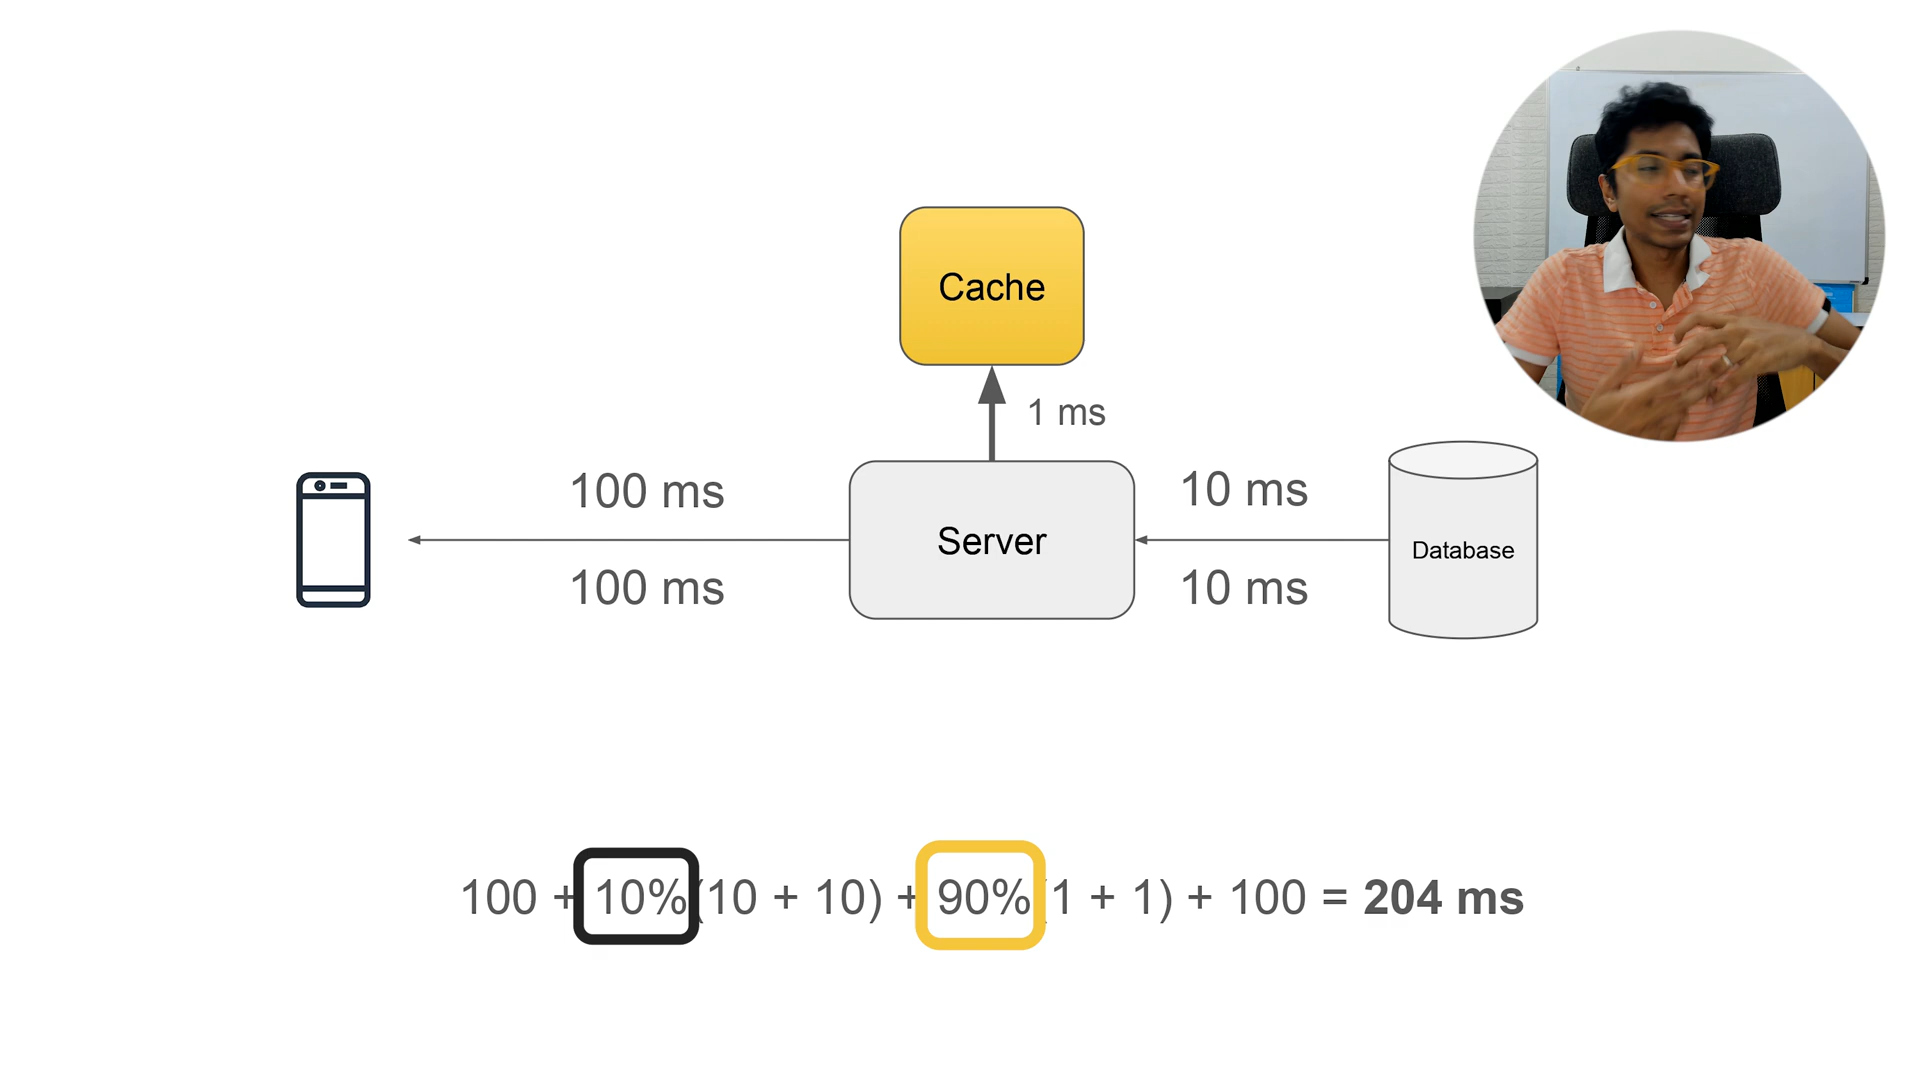 Cache
1 ms
100 ms
10 ms
Server
Database
100 ms
10 ms
100 + 10%(10 + 10) + 90%(1 + 1) + 100 = 204 ms